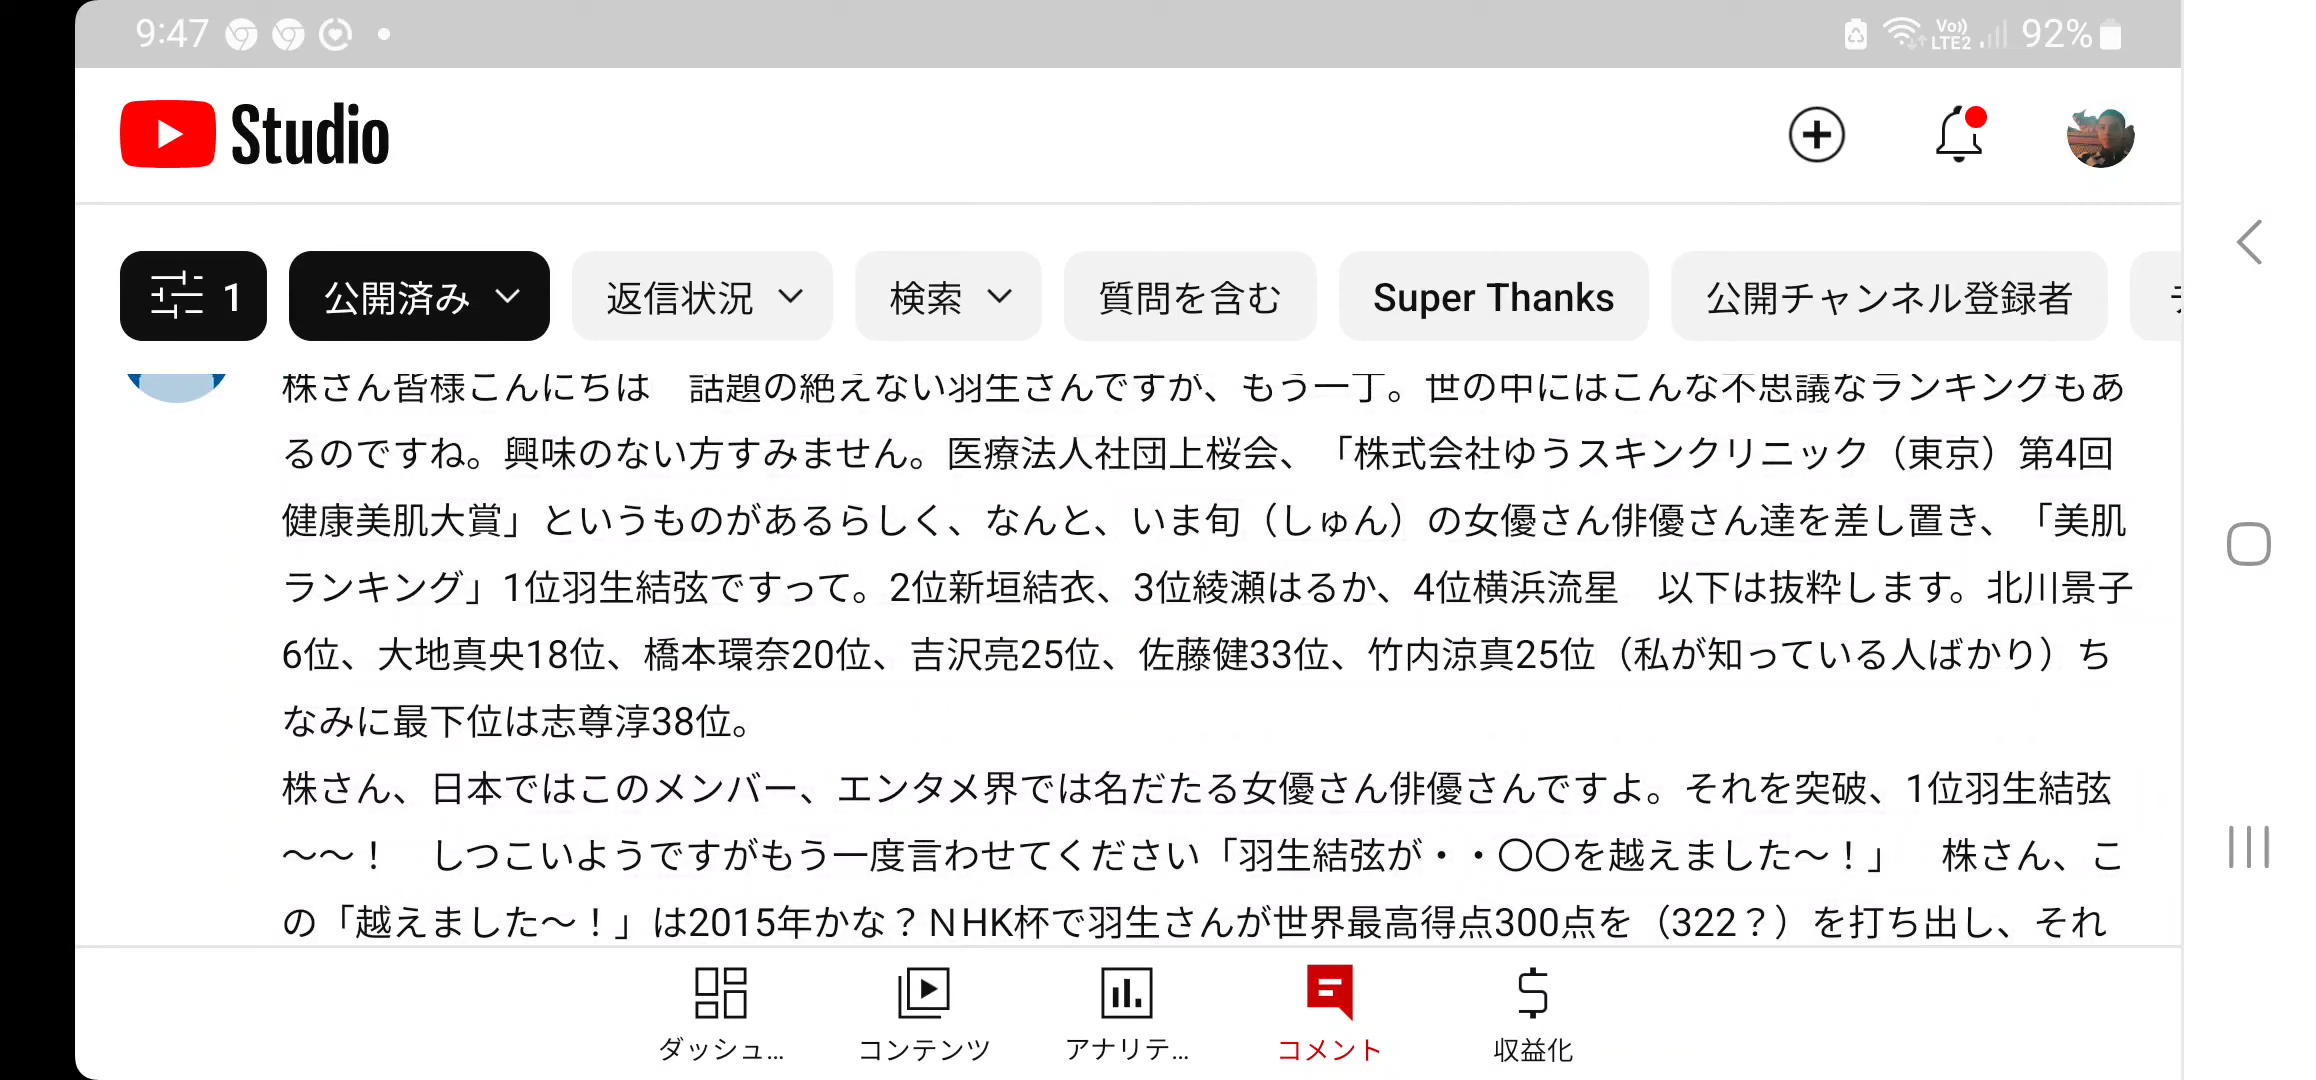 9:47
Vo))
LTE2
92%
Studio
1
公開済み
返信状況
検索
質問を含む
Super Thanks
公開チャンネル登録者
株さん皆様こんにちは　話題の絶えない羽生さんですが、もう一丁。世の中にはこんな不思議なランキングもあ
るのですね。興味のない方すみません。医療法人社団上桜会、「株式会社ゆうスキンクリニック（東京）第4回
健康美肌大賞」というものがあるらしく、なんと、いま旬（しゅん）の女優さん俳優さん達を差し置き、「美肌
ランキング」1位羽生結弦ですって。2位新垣結衣、3位綾瀬はるか、4位横浜流星　以下は抜粋します。北川景子
6位、大地真央18位、橋本環奈20位、吉沢亮25位、佐藤健33位、竹内涼真25位（私が知っている人ばかり）ち
なみに最下位は志尊淳38位。
株さん、日本ではこのメンバー、エンタメ界では名だたる女優さん俳優さんですよ。それを突破、1位羽生結弦
〜〜！　しつこいようですがもう一度言わせてください「羽生結弦が・・〇〇を越えました〜！」　株さん、こ
の「越えました〜！」は2015年かな？ＮHK杯で羽生さんが世界最高得点300点を（322？）を打ち出し、それ
ダッシュ...
コンテンツ
アナリテ...
コメント
収益化